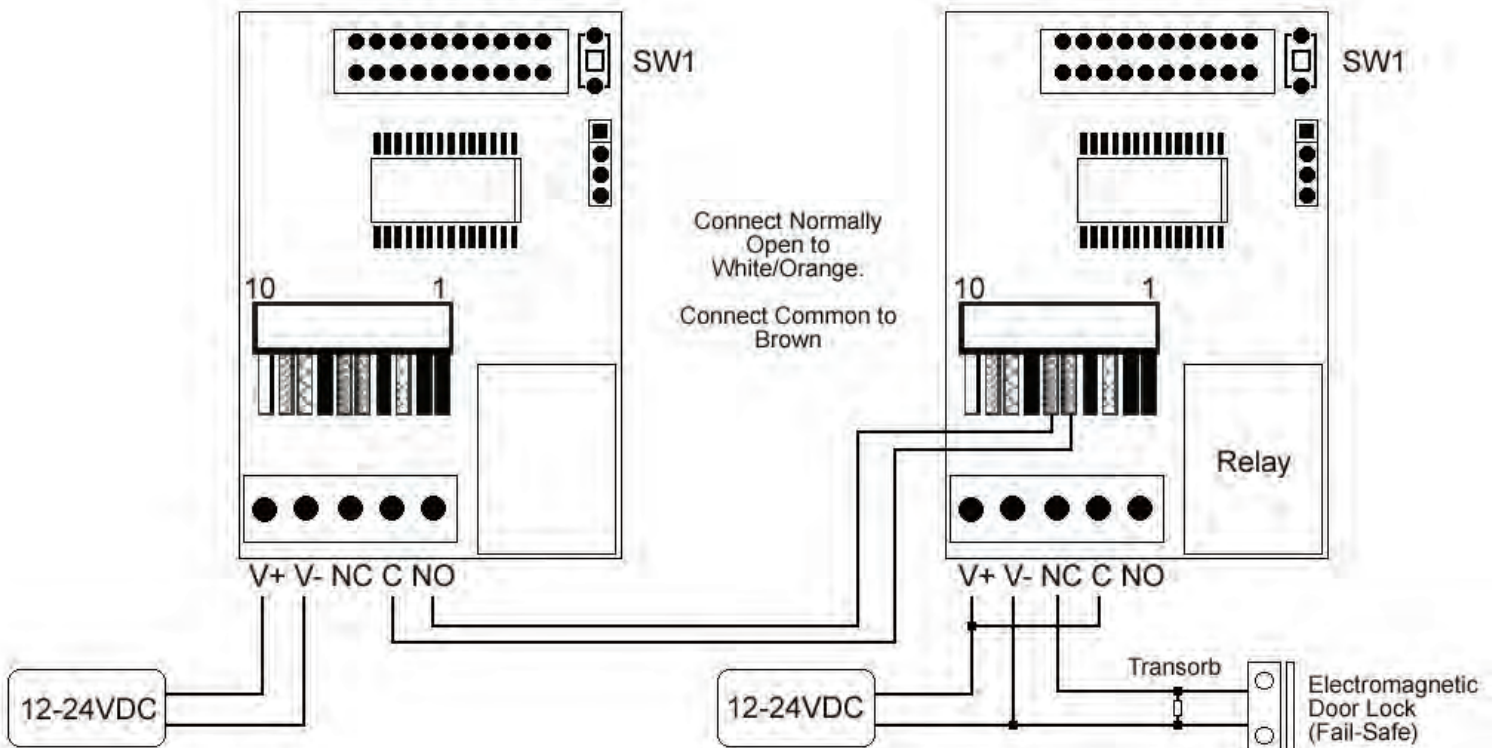 SW1
SW1
Connect Normally
Open to
White/Orange.
Connect Common to
Brown
10 1
10 1
Relay
V+ V- NC C NO
V+ V- NC C NO
12-24VDC
12-24VDC
Transorb
Electromagnetic
Door Lock
(Fail-Safe)